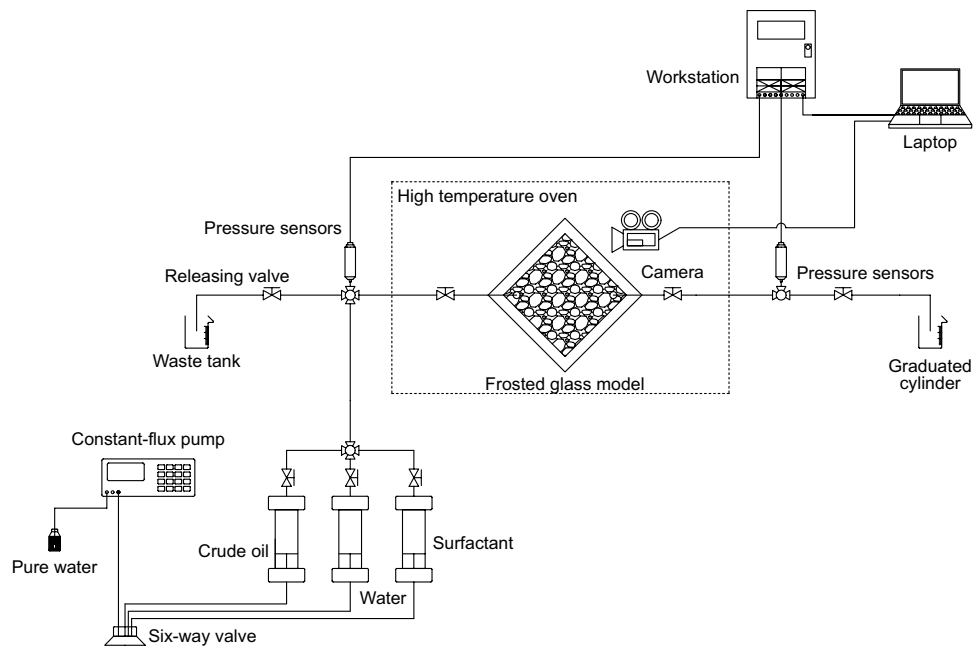 Workstation
Laptop
High temperature oven
Pressure sensors
Releasing valve
Camera
Pressure sensors
Waste tank
Frosted glass model
Graduated
cylinder
Constant-flux pump
Crude oil
Surfactant
Pure water
Water
Six-way valve